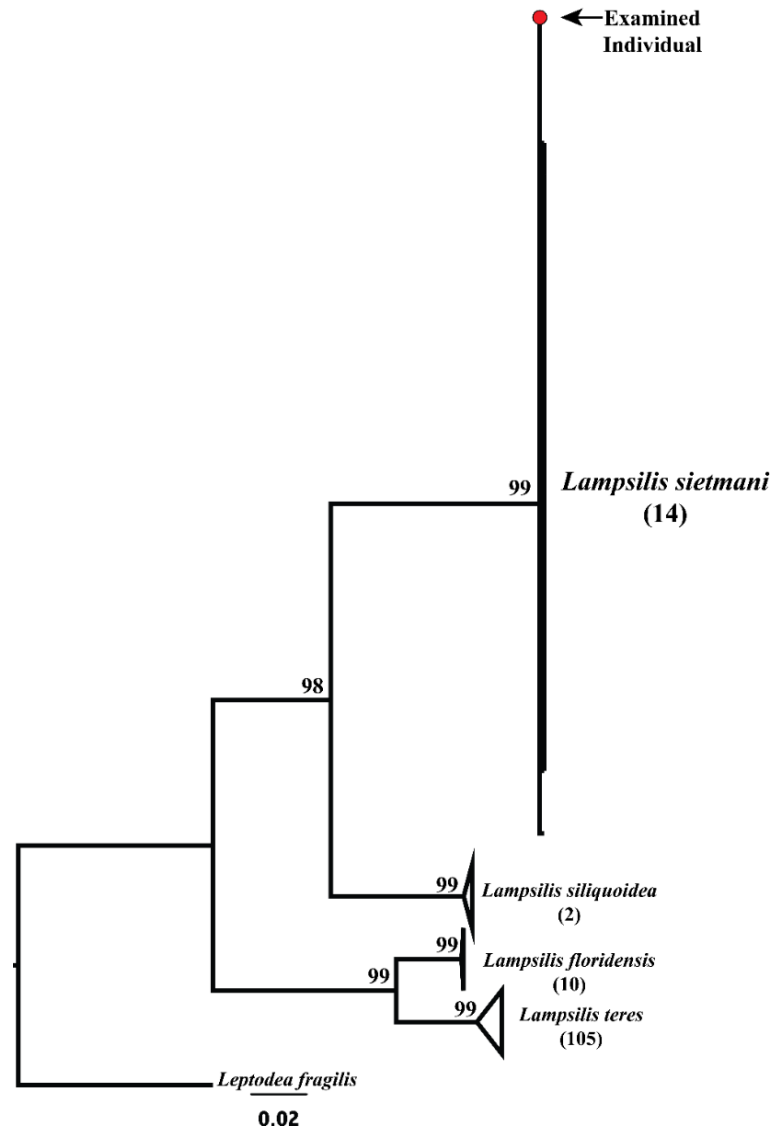 Examined
Individual
99
Lampsilis sietmani
(14)
98
99
Lampsilis siliquoidea
(2)
99
Lampsilis floridensis
(10)
99
99
Lampsilis teres
(105)
Leptodea fragilis
0.02